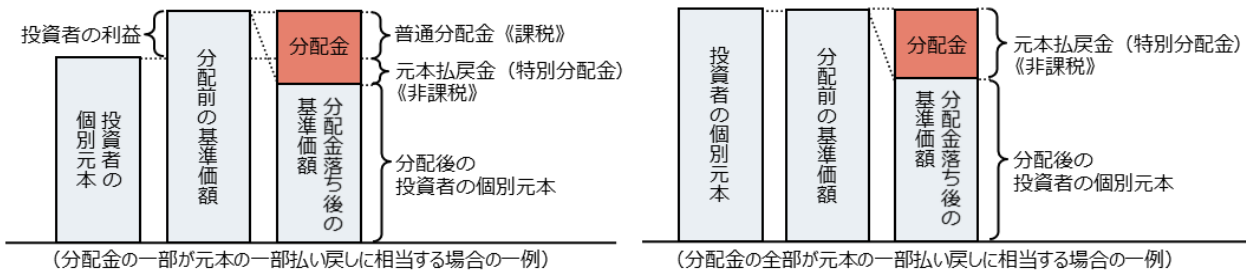 投資者の利益
投資者の
個別元本
分配前の基準価額
分配金
分配金落ち後の
基準価額
普通分配金《課税》
元本払戻金（特別分配金）
《非課税》
分配後の
投資者の個別元本
（分配金の一部が元本の一部払い戻しに相当する場合の一例）
投資者の個別元本
分配前の基準価額
分配金
分配金落ち後の
基準価額
元本払戻金（特別分配金）
《非課税》
分配後の
投資者の個別元本
（分配金の全部が元本の一部払い戻しに相当する場合の一例）